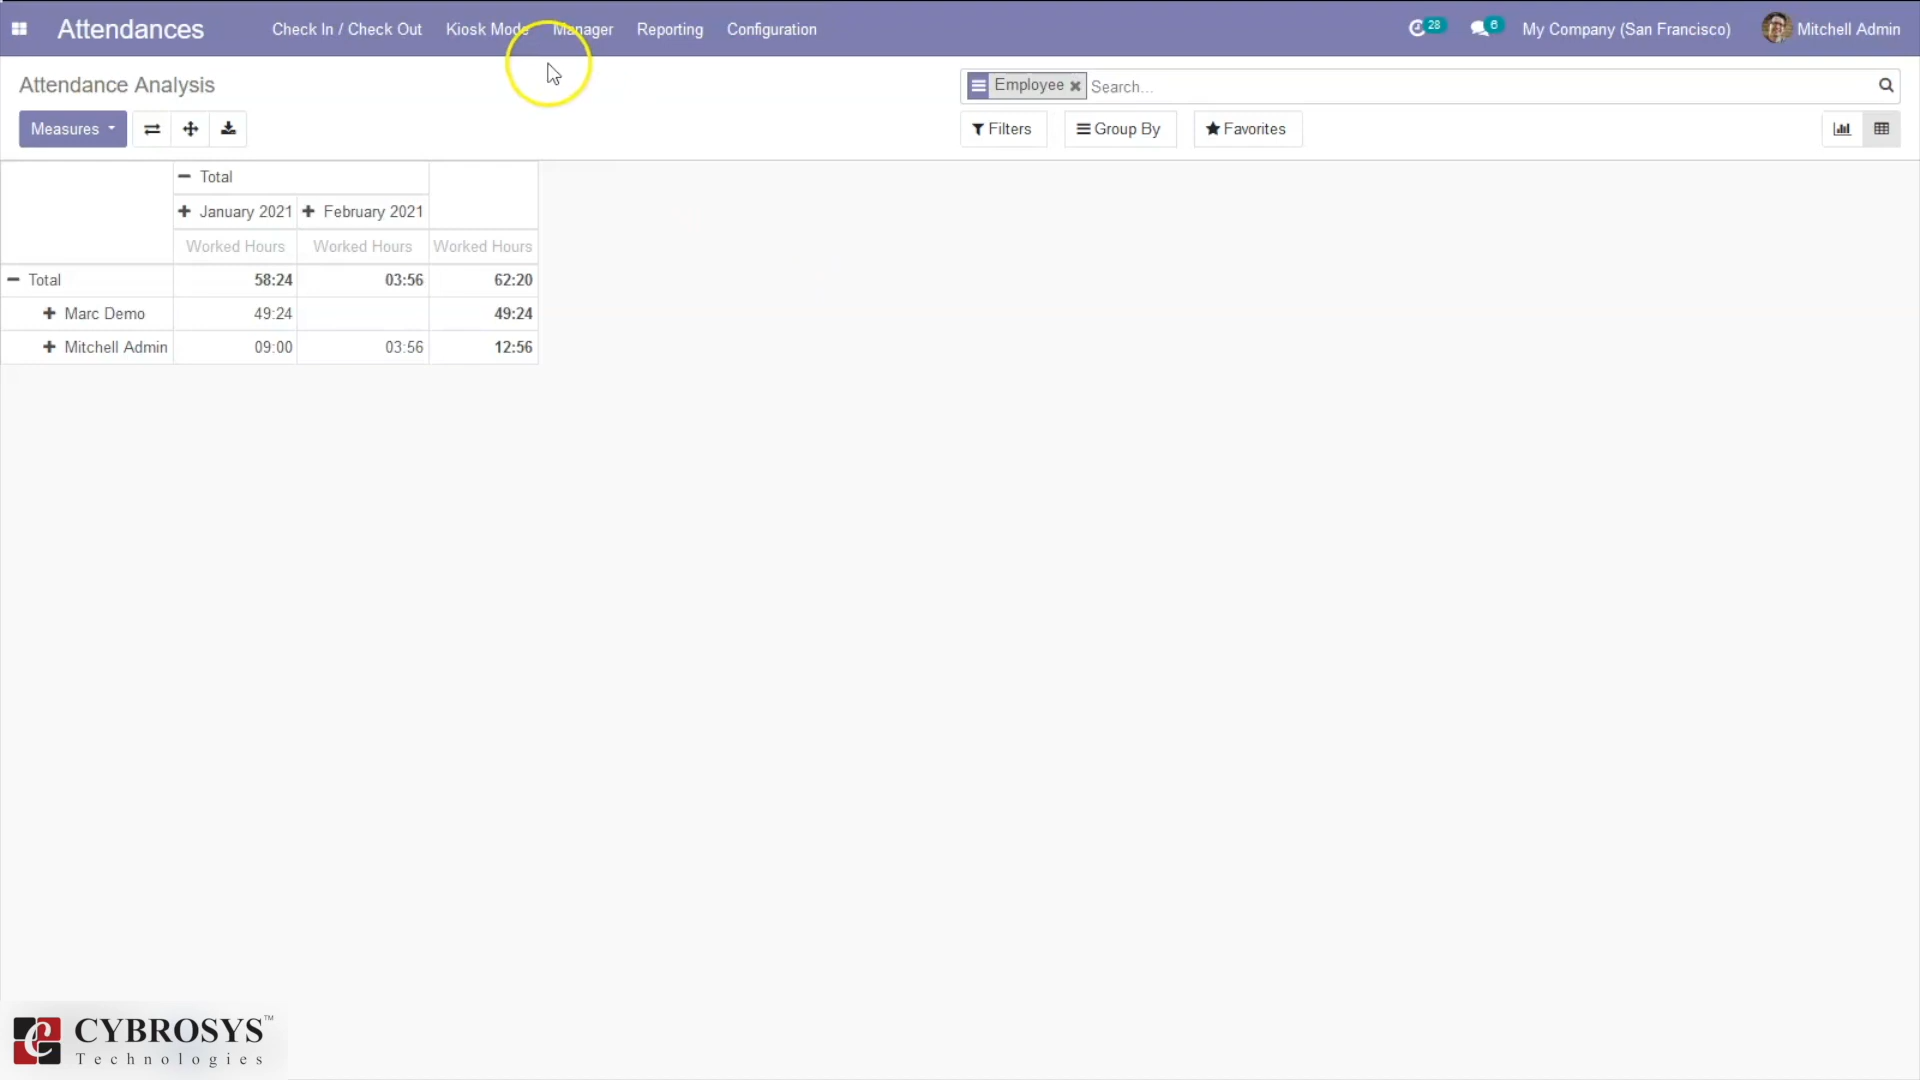 Attendances Check In / Check Out Kiosk Mode Manager Reporting Configuration 28 6 My Company (San Francisco) Mitchell Admin
Attendance Analysis
Employee Search...
Measures Filters Group By Favorites
Total
January 2021 February 2021
Worked Hours Worked Hours Worked Hours
Total 58:24 03:56 62:20
Marc Demo 49:24 49:24
Mitchell Admin 09:00 03:56 12:56
CYBROSYS™
Technologies